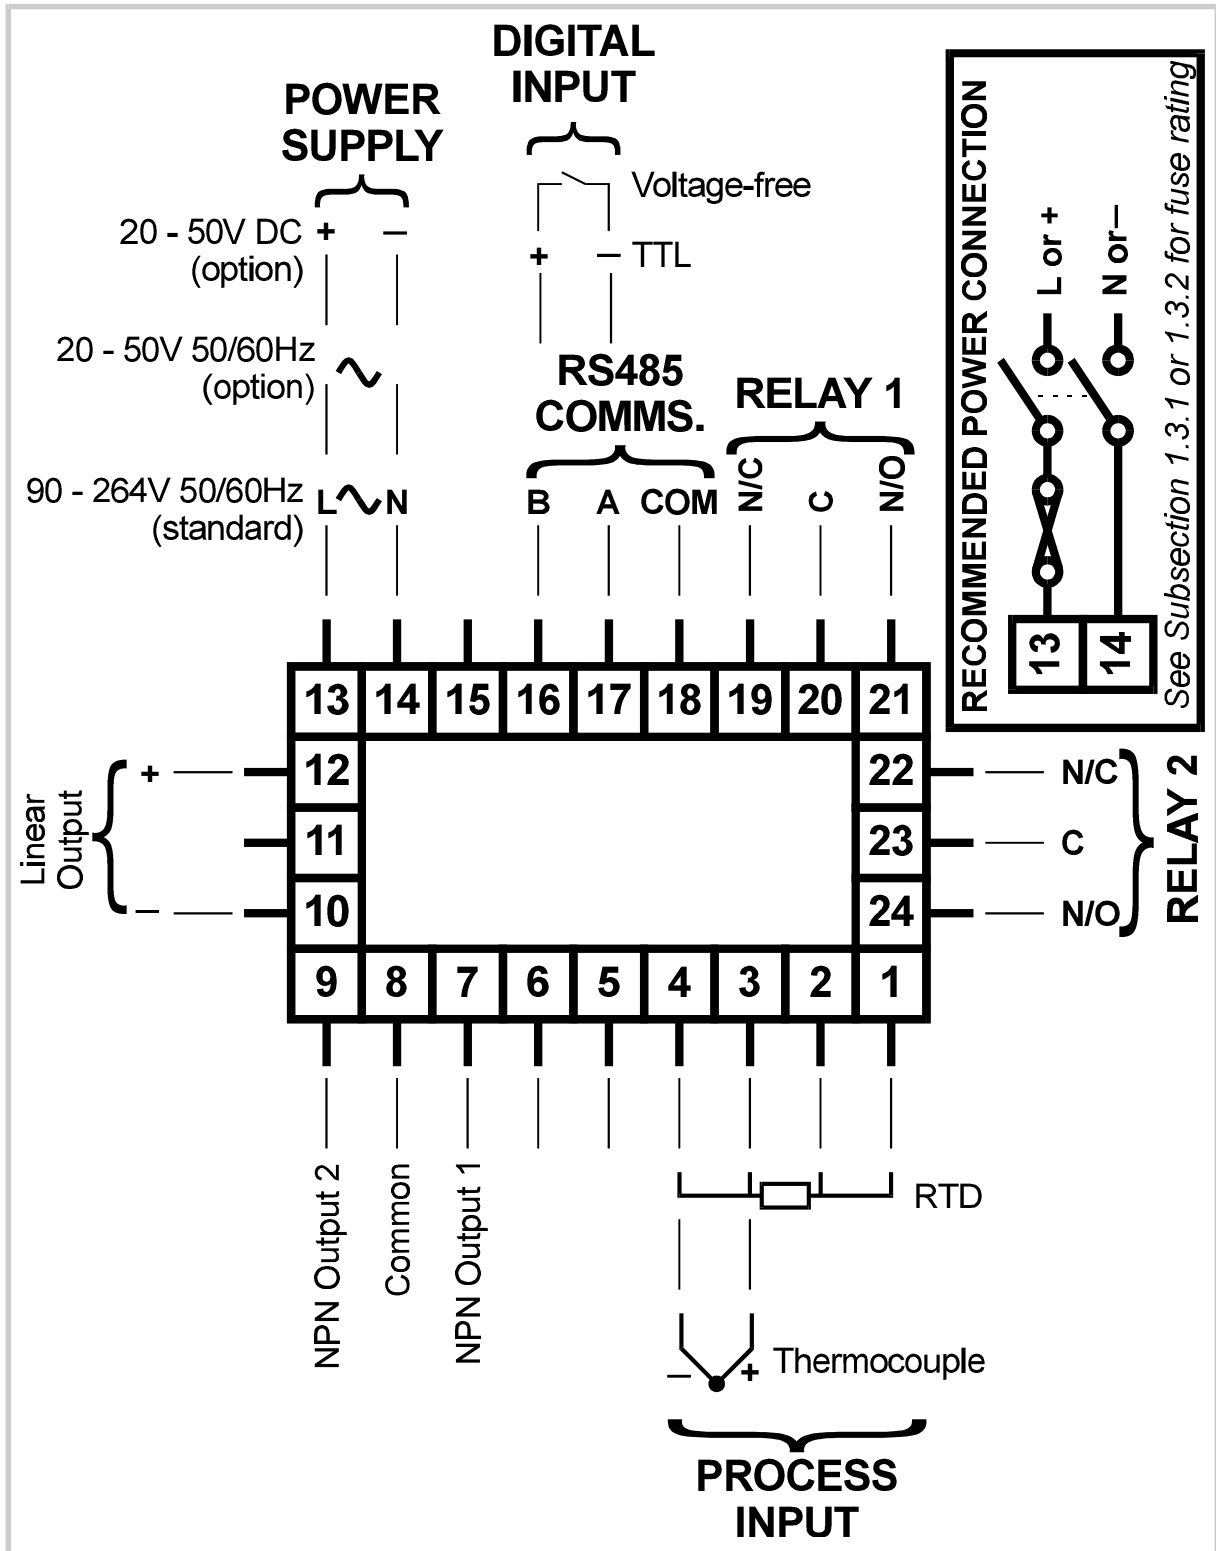 DIGITAL
INPUT
POWER
SUPPLY
Voltage-free
20 - 50V DC + –
(option)
+ – TTL
20 - 50V 50/60Hz
(option)
RS485
COMMS.
RELAY 1
90 - 264V 50/60Hz L N
(standard)
B A COM N/C C N/O
RECOMMENDED POWER CONNECTION
L or +
N or –
13 14
See Subsection 1.3.1 or 1.3.2 for fuse rating
13 14 15 16 17 18 19 20 21
Linear
Output
+
–
12
11
10
22 N/C
23 C
24 N/O
RELAY 2
9 8 7 6 5 4 3 2 1
NPN Output 2
Common
NPN Output 1
RTD
– + Thermocouple
PROCESS
INPUT